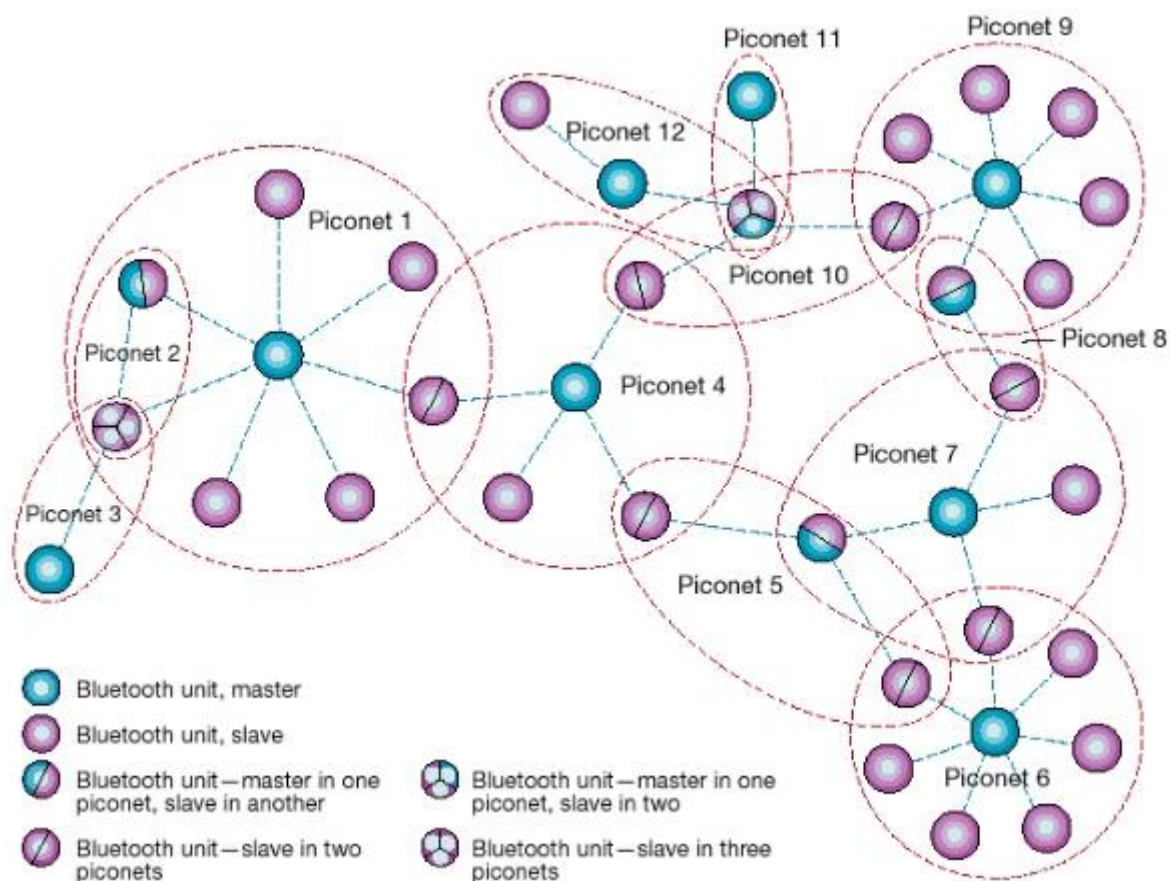 Piconet 9
Piconet 11
Piconet 12
Piconet 1
Piconet 10
Piconet 8
Piconet 2
Piconet 4
Piconet 7
Piconet 3
Piconet 5
Piconet 6
Bluetooth unit, master
Bluetooth unit, slave
Bluetooth unit—master in one
piconet, slave in another
Bluetooth unit—slave in two
piconets
Bluetooth unit—master in one
piconet, slave in two
Bluetooth unit—slave in three
piconets